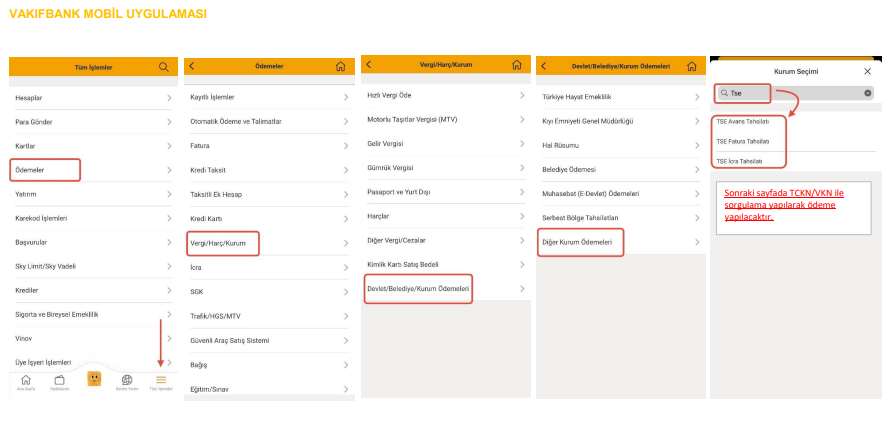 VAKIFBANK MOBİL UYGULAMASI
Tüm İşlemler
Hesaplar
Para Gönder
Kartlar
Ödemeler
Yatırım
Karekod İşlemleri
Başvurular
Sky Limit/Sky Vadeli
Krediler
Sigorta ve Bireysel Emeklilik
Vinov
Üye İşyeri İşlemleri
Ana Sayfa
Tüm İşlemler
Ödemeler
Kayıtlı İşlemler
Otomatik Ödeme ve Talimatlar
Fatura
Kredi Taksit
Taksitli Ek Hesap
Kredi Kartı
Vergi/Harç/Kurum
İcra
SGK
Trafik/HGS/MTV
Güvenli Araç Satış Sistemi
Bağış
Eğitim/Sınav
Vergi/Harç/Kurum
Hızlı Vergi Öde
Motorlu Taşıtlar Vergisi (MTV)
Gelir Vergisi
Gümrük Vergisi
Pasaport ve Yurt Dışı
Harçlar
Diğer Vergi/Cezalar
Kimlik Kartı Satış Bedeli
Devlet/Belediye/Kurum Ödemeleri
Devlet/Belediye/Kurum Ödemeleri
Türkiye Hayat Emeklilik
Kıyı Emniyeti Genel Müdürlüğü
Hal Rüsumu
Belediye Ödemesi
Muhasebat (E-Devlet) Ödemeleri
Serbest Bölge Tahsilatları
Diğer Kurum Ödemeleri
Kurum Seçimi
Tse
TSE Avans Tahsilatı
TSE Fatura Tahsilatı
TSE İcra Tahsilatı
Sonraki sayfada TCKN/VKN ile
sorgulama yapılarak ödeme
yapılacaktır.